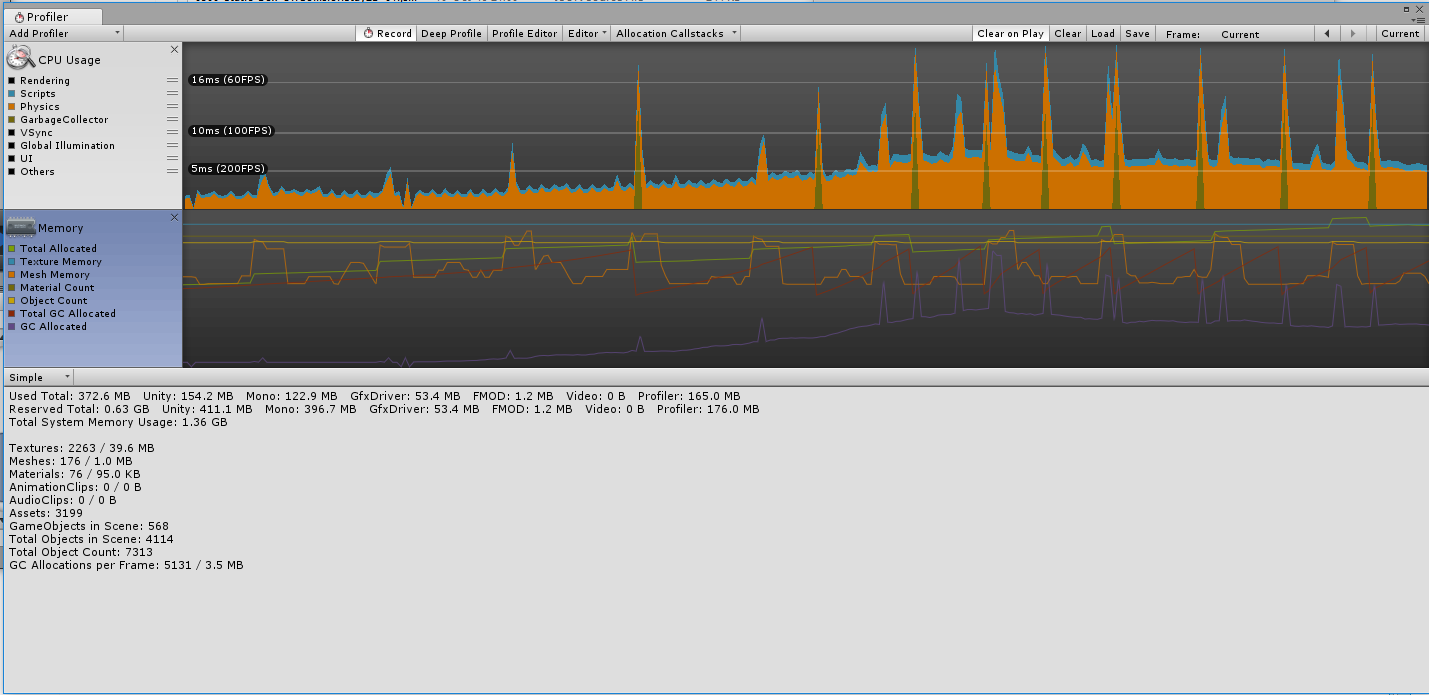 Profiler
Add Profiler Record Deep Profile Profile Editor Editor Allocation Callstacks Clear on Play Clear Load Save Frame: Current Current
CPU Usage
Rendering
Scripts
Physics
GarbageCollector
VSync
Global Illumination
UI
Others
16ms (60FPS)
10ms (100FPS)
5ms (200FPS)
Memory
Total Allocated
Texture Memory
Mesh Memory
Material Count
Object Count
Total GC Allocated
GC Allocated
Simple
Used Total: 372.6 MB Unity: 154.2 MB Mono: 122.9 MB GfxDriver: 53.4 MB FMOD: 1.2 MB Video: 0 B Profiler: 165.0 MB
Reserved Total: 0.63 GB Unity: 411.1 MB Mono: 396.7 MB GfxDriver: 53.4 MB FMOD: 1.2 MB Video: 0 B Profiler: 176.0 MB
Total System Memory Usage: 1.36 GB
Textures: 2263 / 39.6 MB
Meshes: 176 / 1.0 MB
Materials: 76 / 95.0 KB
AnimationClips: 0 / 0 B
AudioClips: 0 / 0 B
Assets: 3199
GameObjects in Scene: 568
Total Objects in Scene: 4114
Total Object Count: 7313
GC Allocations per Frame: 5131 / 3.5 MB